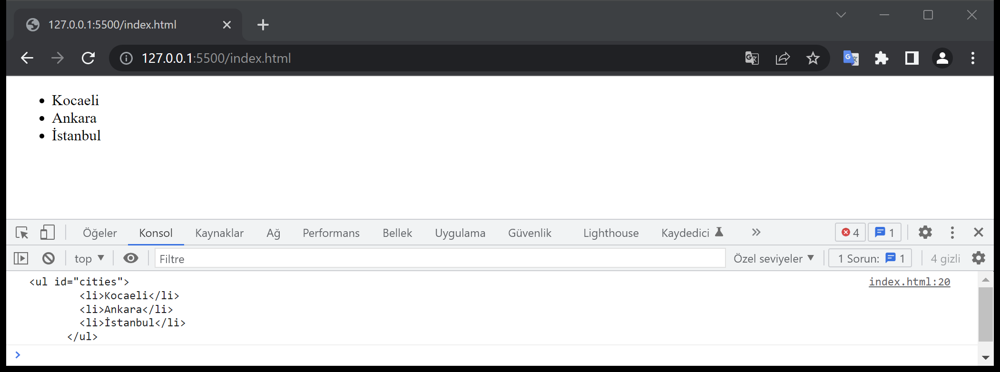 127.0.0.1:5500/index.html
127.0.0.1:5500/index.html
Kocaeli
Ankara
İstanbul
Öğeler Konsol Kaynaklar Ağ Performans Bellek Uygulama Güvenlik Lighthouse Kaydedici 4 1
top Filtre Özel seviyeler 1 Sorun: 1 4 gizli
<ul id="cities"> index.html:20
<li>Kocaeli</li>
<li>Ankara</li>
<li>İstanbul</li>
</ul>